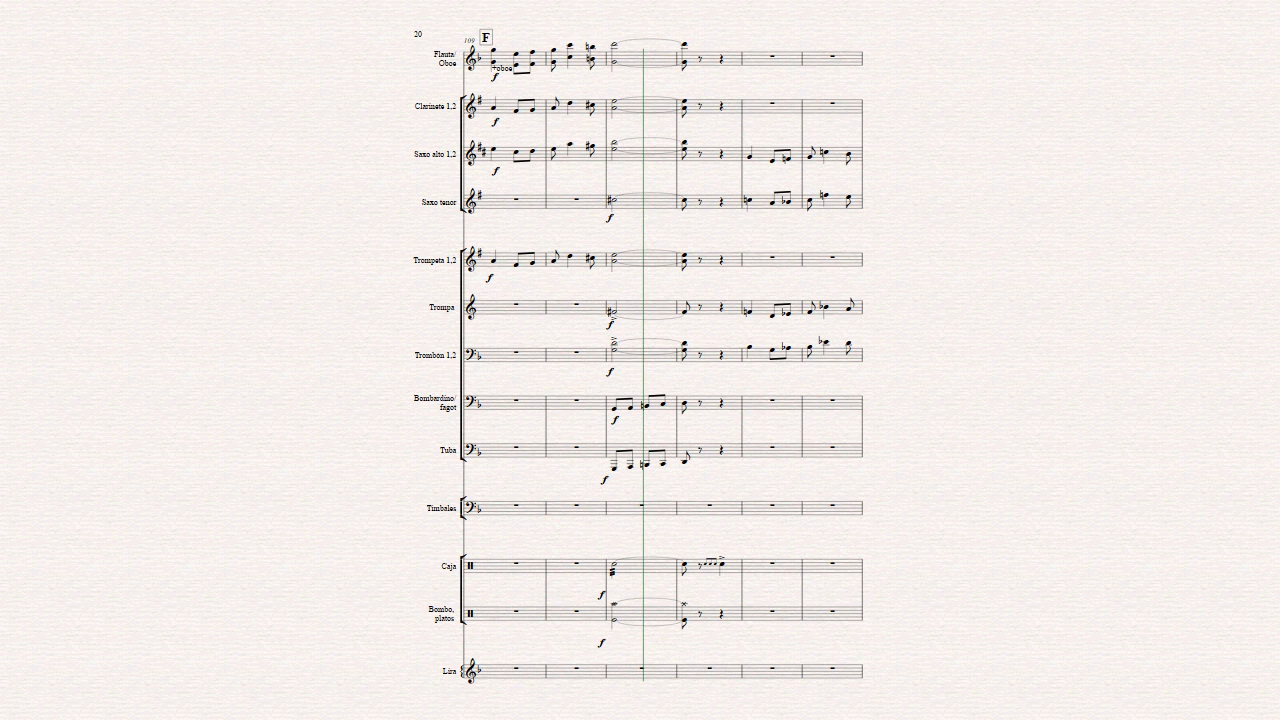 20
109 F
Flauta/
Oboe
+oboe
f
Clarinete 1,2
f
Saxo alto 1,2
f
Saxo tenor
f
Trompeta 1,2
f
Trompa
f
Trombón 1,2
f
Bombardino/
fagot
f
Tuba
f
Timbales
Caja
f
Bombo,
platos
f
Lira